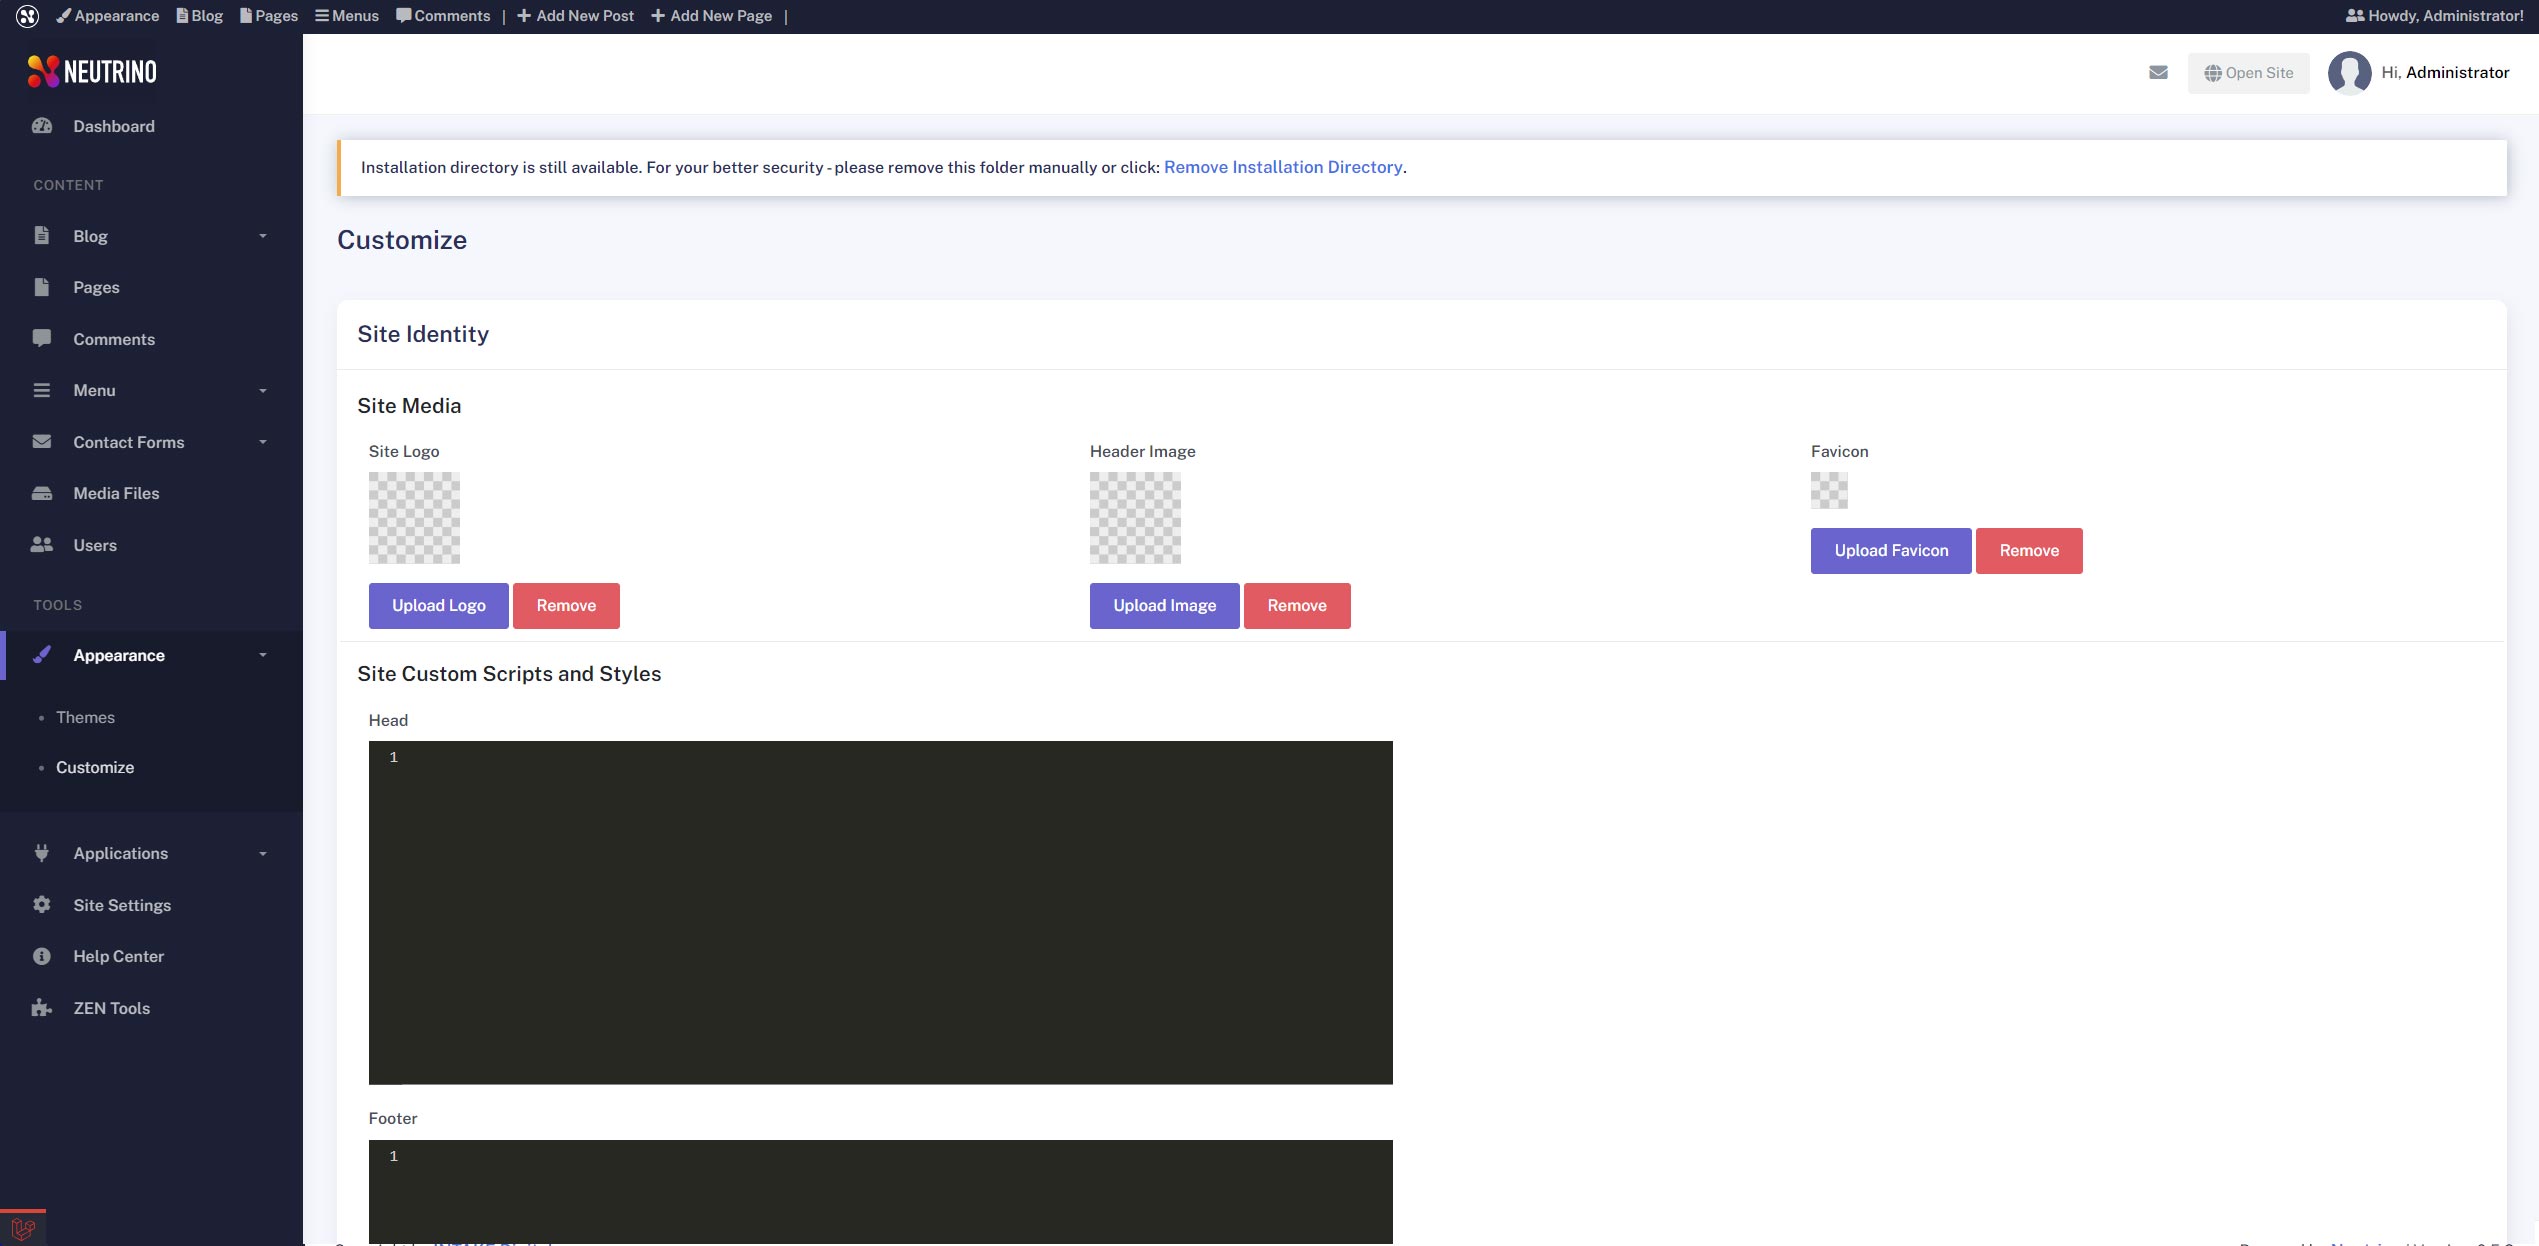 Appearance Blog Pages Menus Comments | + Add New Post + Add New Page | Howdy, Administrator!
NEUTRINO
Open Site Hi, Administrator
Dashboard
CONTENT
Blog
Pages
Comments
Menu
Contact Forms
Media Files
Users
TOOLS
Appearance
• Themes
• Customize
Applications
Site Settings
Help Center
ZEN Tools
Installation directory is still available. For your better security - please remove this folder manually or click: Remove Installation Directory.
Customize
Site Identity
Site Media
Site Logo
Upload Logo Remove
Header Image
Upload Image Remove
Favicon
Upload Favicon Remove
Site Custom Scripts and Styles
Head
1
Footer
1